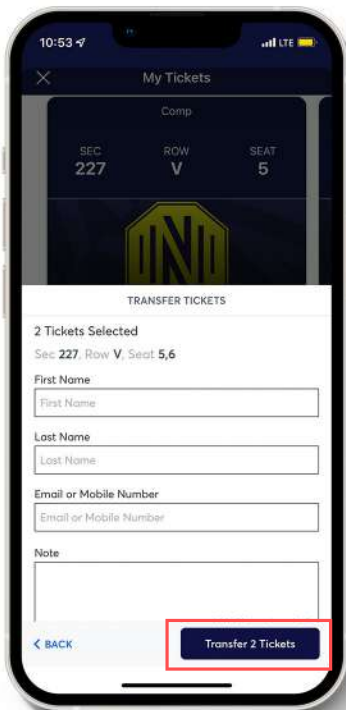 10:53 LTE
My Tickets
Comp
SEC ROW SEAT
227 V 5
TRANSFER TICKETS
2 Tickets Selected
Sec 227, Row V, Seat 5,6
First Name
First Name
Last Name
Last Name
Email or Mobile Number
Email or Mobile Number
Note
< BACK Transfer 2 Tickets